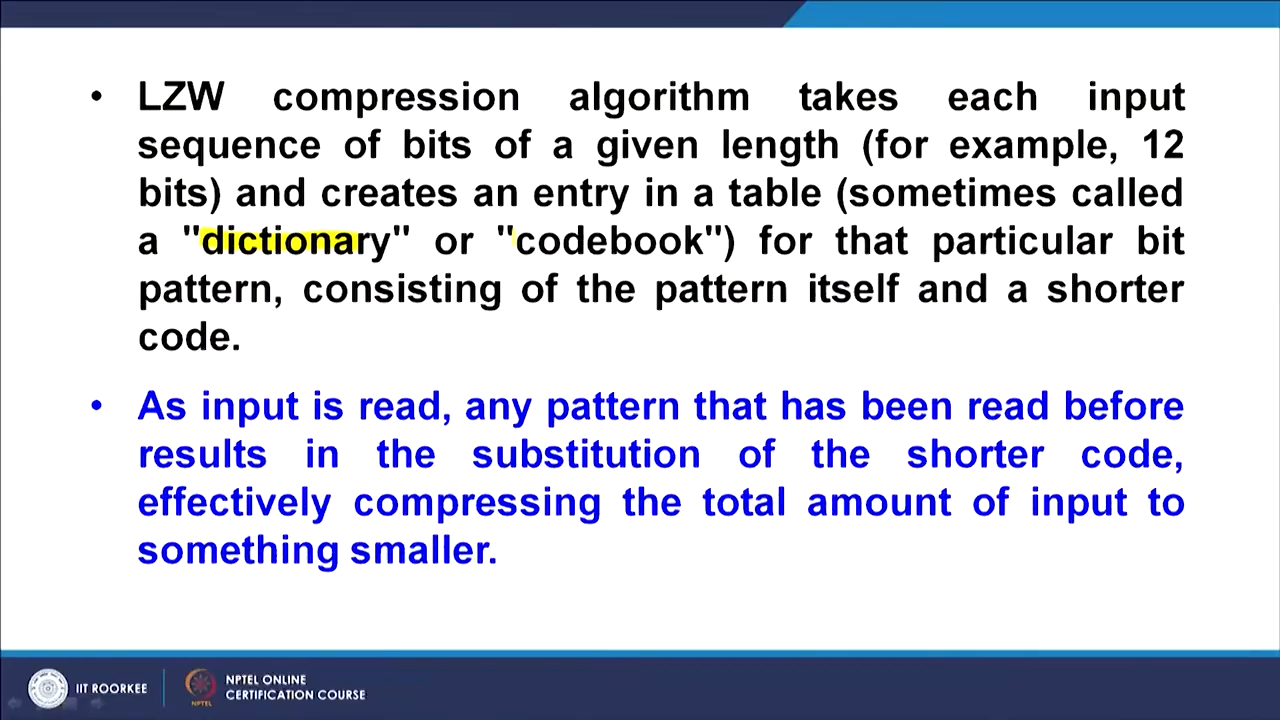 • LZW compression algorithm takes each input
sequence of bits of a given length (for example, 12
bits) and creates an entry in a table (sometimes called
a "dictionary" or "codebook") for that particular bit
pattern, consisting of the pattern itself and a shorter
code.
• As input is read, any pattern that has been read before
results in the substitution of the shorter code,
effectively compressing the total amount of input to
something smaller.
IIT ROORKEE
NPTEL
NPTEL ONLINE
CERTIFICATION COURSE